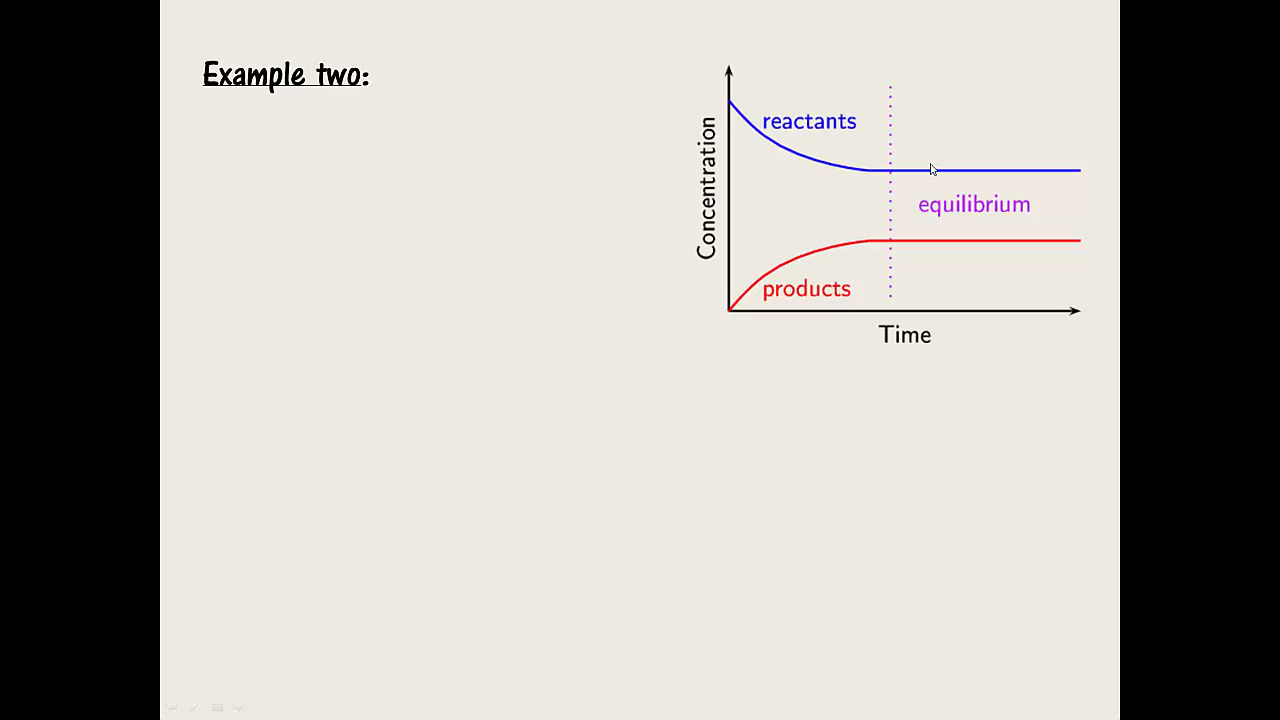 Example two:
reactants
Concentration
equilibrium
products
Time